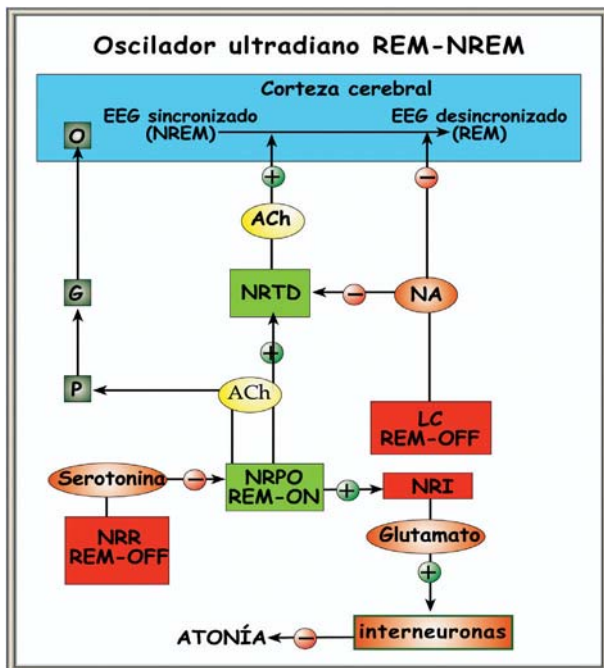 Oscilador ultradiano REM-NREM
Corteza cerebral
EEG sincronizado
(NREM)
EEG desincronizado
(REM)
O
+
−
ACh
G
NRTD
−
NA
+
P
ACh
LC
REM-OFF
Serotonina
−
NRPO
REM-ON
+
NRI
NRR
REM-OFF
Glutamato
+
ATONÍA
−
interneuronas